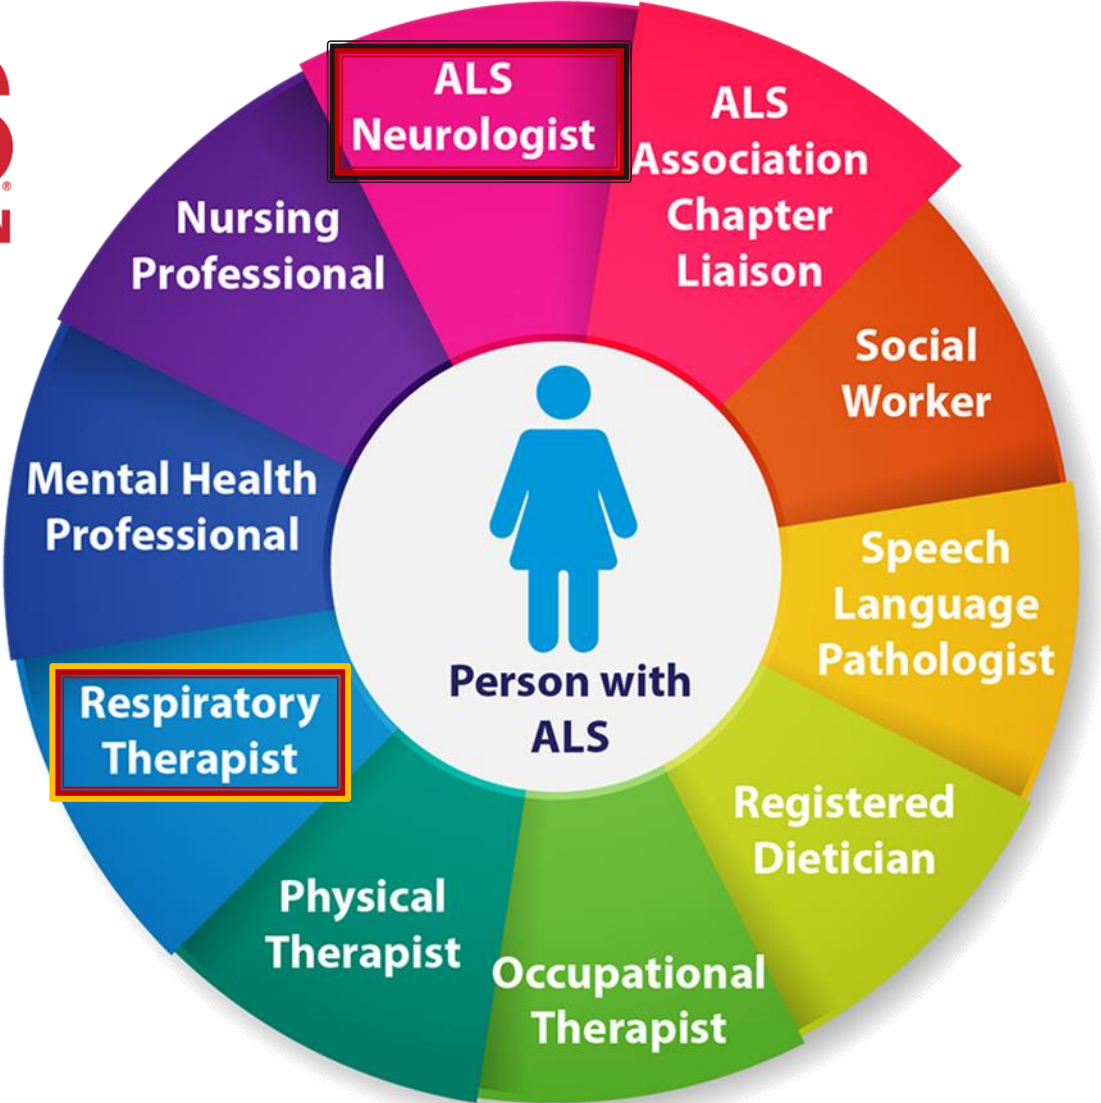 ALS
Neurologist
ALS
Association
Chapter
Liaison
Social
Worker
Speech
Language
Pathologist
Registered
Dietician
Occupational
Therapist
Physical
Therapist
Respiratory
Therapist
Mental Health
Professional
Nursing
Professional
Person with
ALS
®